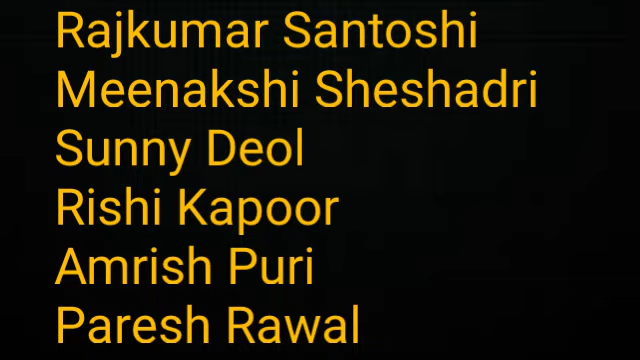 Rajkumar Santoshi
Meenakshi Sheshadri
Sunny Deol
Rishi Kapoor
Amrish Puri
Paresh Rawal